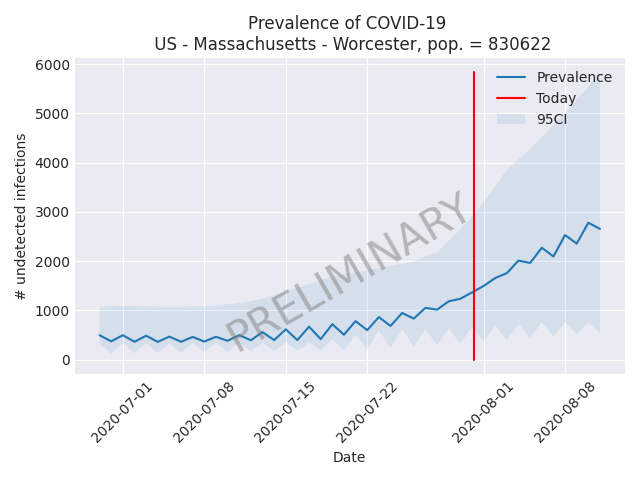 Prevalence of COVID-19
US - Massachusetts - Worcester, pop. = 830622
# undetected infections
6000
5000
4000
3000
2000
1000
0
Prevalence
Today
95CI
PRELIMINARY
2020-07-01
2020-07-08
2020-07-15
2020-07-22
2020-08-01
2020-08-08
Date